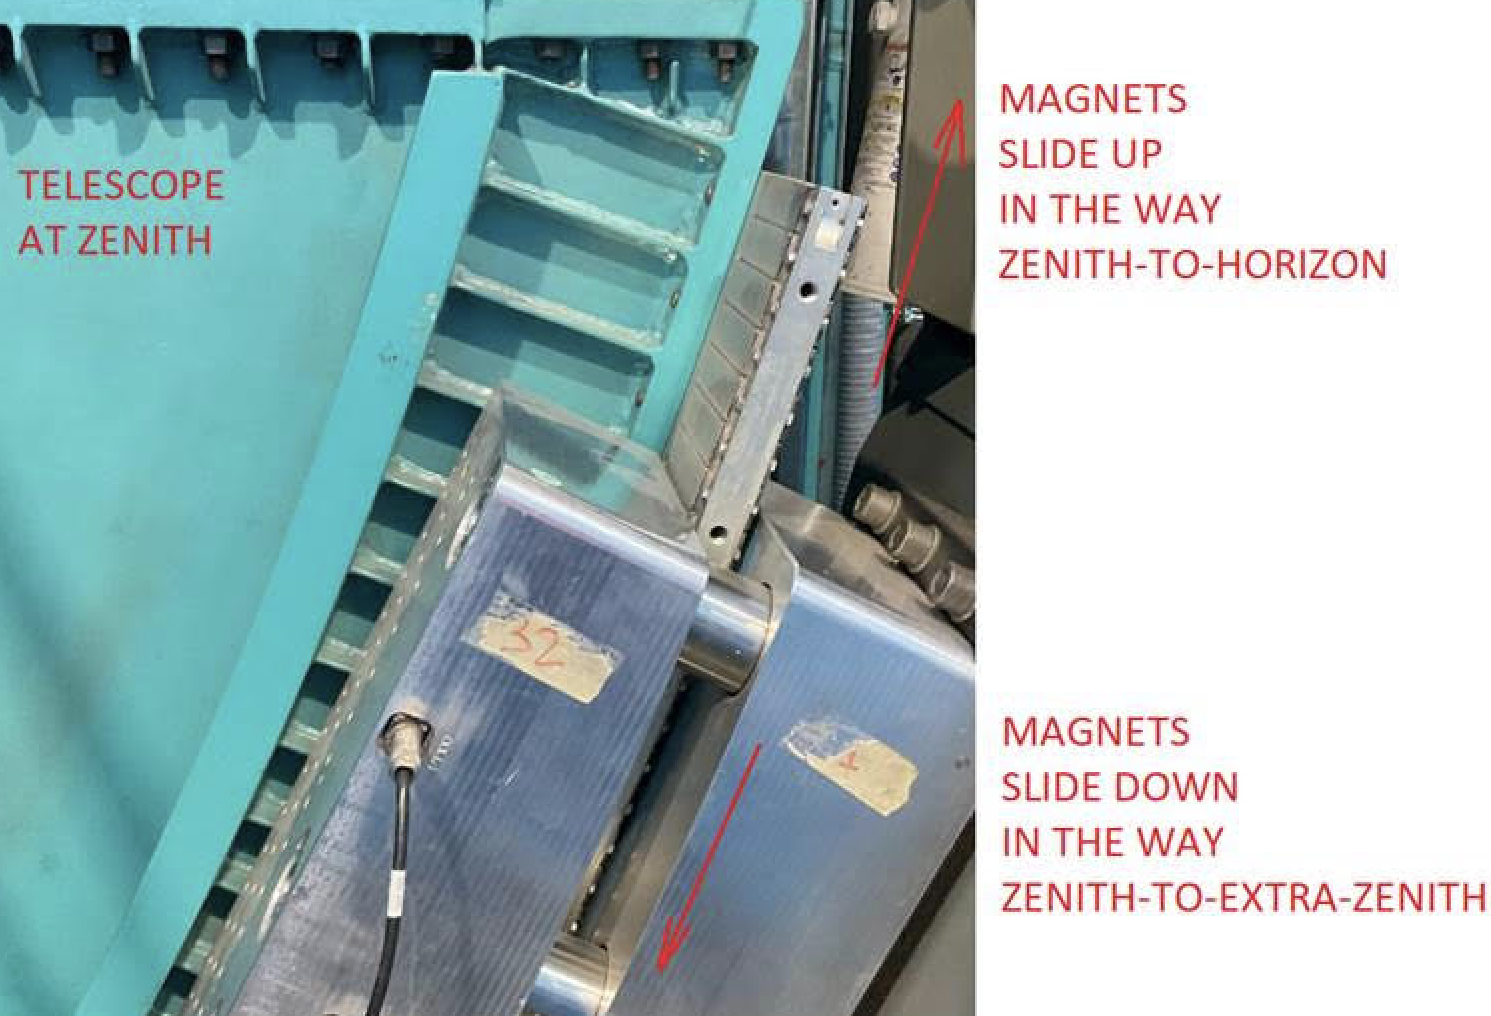 TELESCOPE
AT ZENITH
MAGNETS
SLIDE UP
IN THE WAY
ZENITH-TO-HORIZON
32
1
MAGNETS
SLIDE DOWN
IN THE WAY
ZENITH-TO-EXTRA-ZENITH